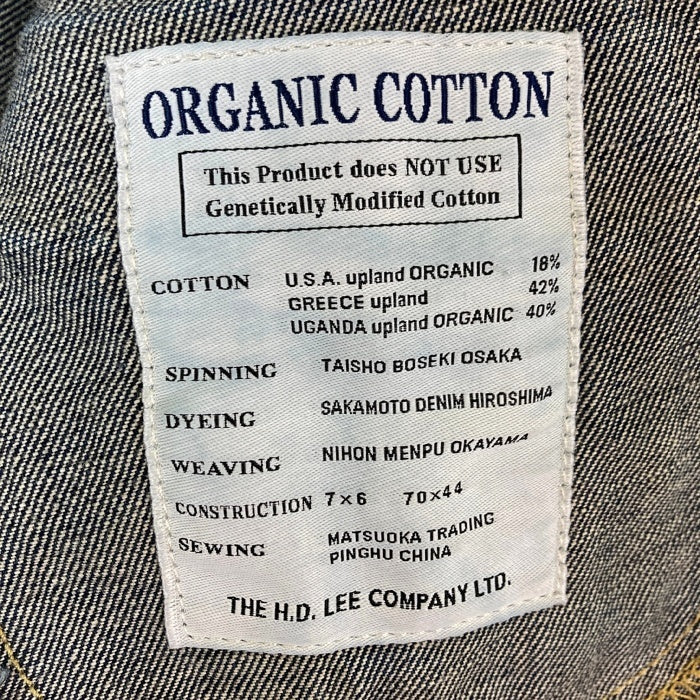 ORGANIC COTTON
This Product does NOT USE
Genetically Modified Cotton
COTTON U.S.A. upland ORGANIC 18%
GREECE upland 42%
UGANDA upland ORGANIC 40%
SPINNING TAISHO BOSEKI OSAKA
DYEING SAKAMOTO DENIM HIROSHIMA
WEAVING NIHON MENPU OKAYAMA
CONSTRUCTION 7×6 70×44
SEWING MATSUOKA TRADING
PINGHU CHINA
THE H.D. LEE COMPANY LTD.